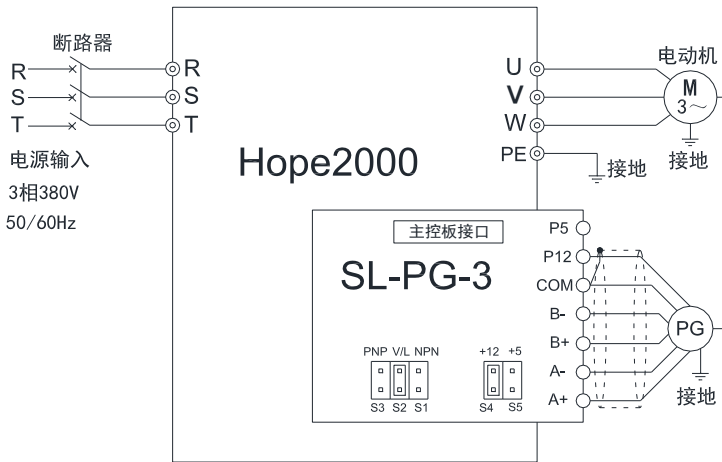 断路器
R
S
T
R
S
T
电源输入
3相380V
50/60Hz
Hope2000
U
V
W
PE
接地
电动机
M
3～
接地
主控板接口
SL-PG-3
P5
P12
COM
B-
B+
A-
A+
PG
接地
PNP V/L NPN
S3 S2 S1
+12 +5
S4 S5